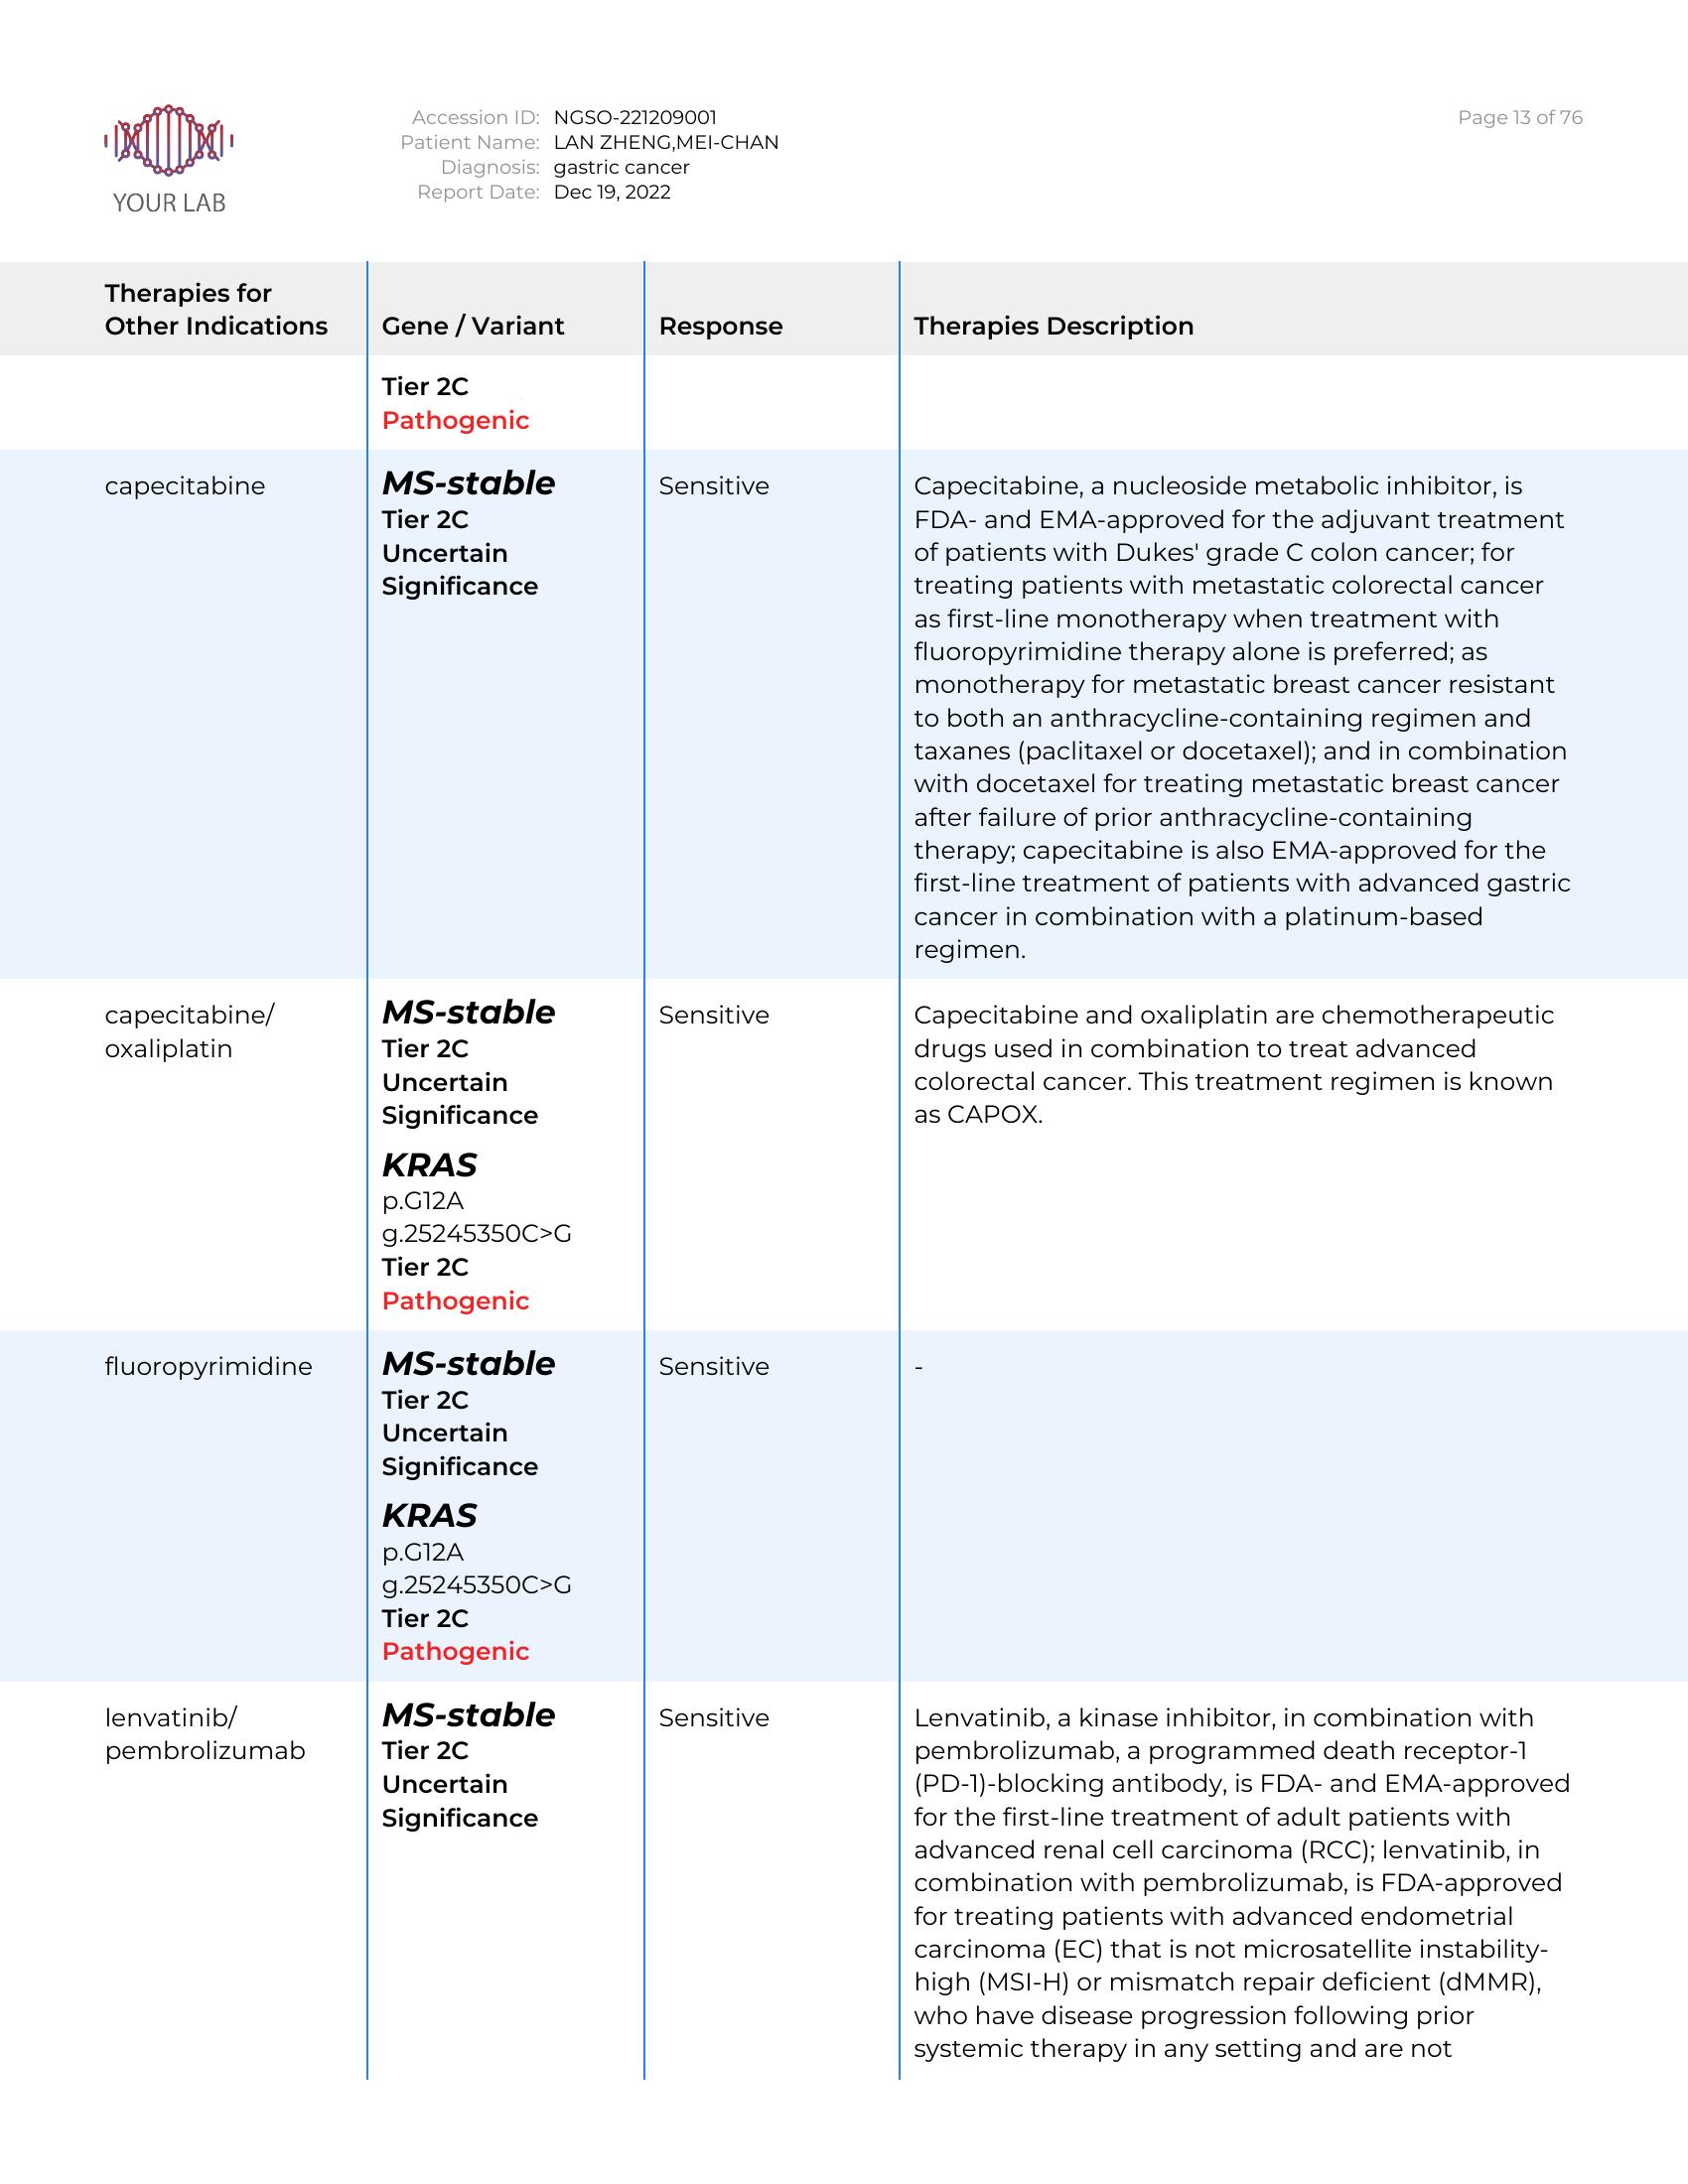 YOUR LAB
Accession ID: NGSO-221209001
Patient Name: LAN ZHENG,MEI-CHAN
Diagnosis: gastric cancer
Report Date: Dec 19, 2022
Page 13 of 76
Therapies for
Other Indications
Gene / Variant
Response
Therapies Description
Tier 2C
Pathogenic
capecitabine
MS-stable
Tier 2C
Uncertain
Significance
Sensitive
Capecitabine, a nucleoside metabolic inhibitor, is
FDA- and EMA-approved for the adjuvant treatment
of patients with Dukes' grade C colon cancer; for
treating patients with metastatic colorectal cancer
as first-line monotherapy when treatment with
fluoropyrimidine therapy alone is preferred; as
monotherapy for metastatic breast cancer resistant
to both an anthracycline-containing regimen and
taxanes (paclitaxel or docetaxel); and in combination
with docetaxel for treating metastatic breast cancer
after failure of prior anthracycline-containing
therapy; capecitabine is also EMA-approved for the
first-line treatment of patients with advanced gastric
cancer in combination with a platinum-based
regimen.
capecitabine/
oxaliplatin
MS-stable
Tier 2C
Uncertain
Significance
KRAS
p.G12A
g.25245350C>G
Tier 2C
Pathogenic
Sensitive
Capecitabine and oxaliplatin are chemotherapeutic
drugs used in combination to treat advanced
colorectal cancer. This treatment regimen is known
as CAPOX.
fluoropyrimidine
MS-stable
Tier 2C
Uncertain
Significance
KRAS
p.G12A
g.25245350C>G
Tier 2C
Pathogenic
Sensitive
-
lenvatinib/
pembrolizumab
MS-stable
Tier 2C
Uncertain
Significance
Sensitive
Lenvatinib, a kinase inhibitor, in combination with
pembrolizumab, a programmed death receptor-1
(PD-1)-blocking antibody, is FDA- and EMA-approved
for the first-line treatment of adult patients with
advanced renal cell carcinoma (RCC); lenvatinib, in
combination with pembrolizumab, is FDA-approved
for treating patients with advanced endometrial
carcinoma (EC) that is not microsatellite instability-
high (MSI-H) or mismatch repair deficient (dMMR),
who have disease progression following prior
systemic therapy in any setting and are not